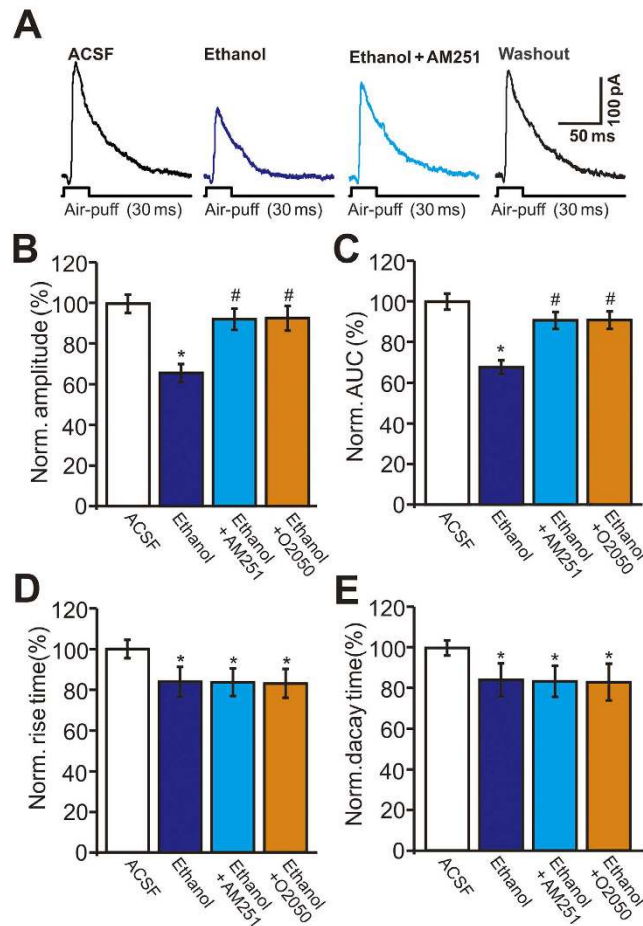 A
ACSF
Ethanol
Ethanol + AM251
Washout
100 pA
50 ms
Air-puff (30 ms)
Air-puff (30 ms)
Air-puff (30 ms)
Air-puff (30 ms)
B
Norm. amplitude (%)
120
100
80
60
40
20
0
*
#
#
ACSF
Ethanol
Ethanol
+AM251
Ethanol
+O2050
C
Norm. AUC (%)
120
100
80
60
40
20
0
*
#
#
ACSF
Ethanol
Ethanol
+AM251
Ethanol
+O2050
D
Norm. rise time(%)
120
100
80
60
40
20
0
*
*
*
ACSF
Ethanol
Ethanol
+AM251
Ethanol
+O2050
E
Norm.dacay time(%)
120
100
80
60
40
20
0
*
*
*
ACSF
Ethanol
Ethanol
+AM251
Ethanol
+O2050